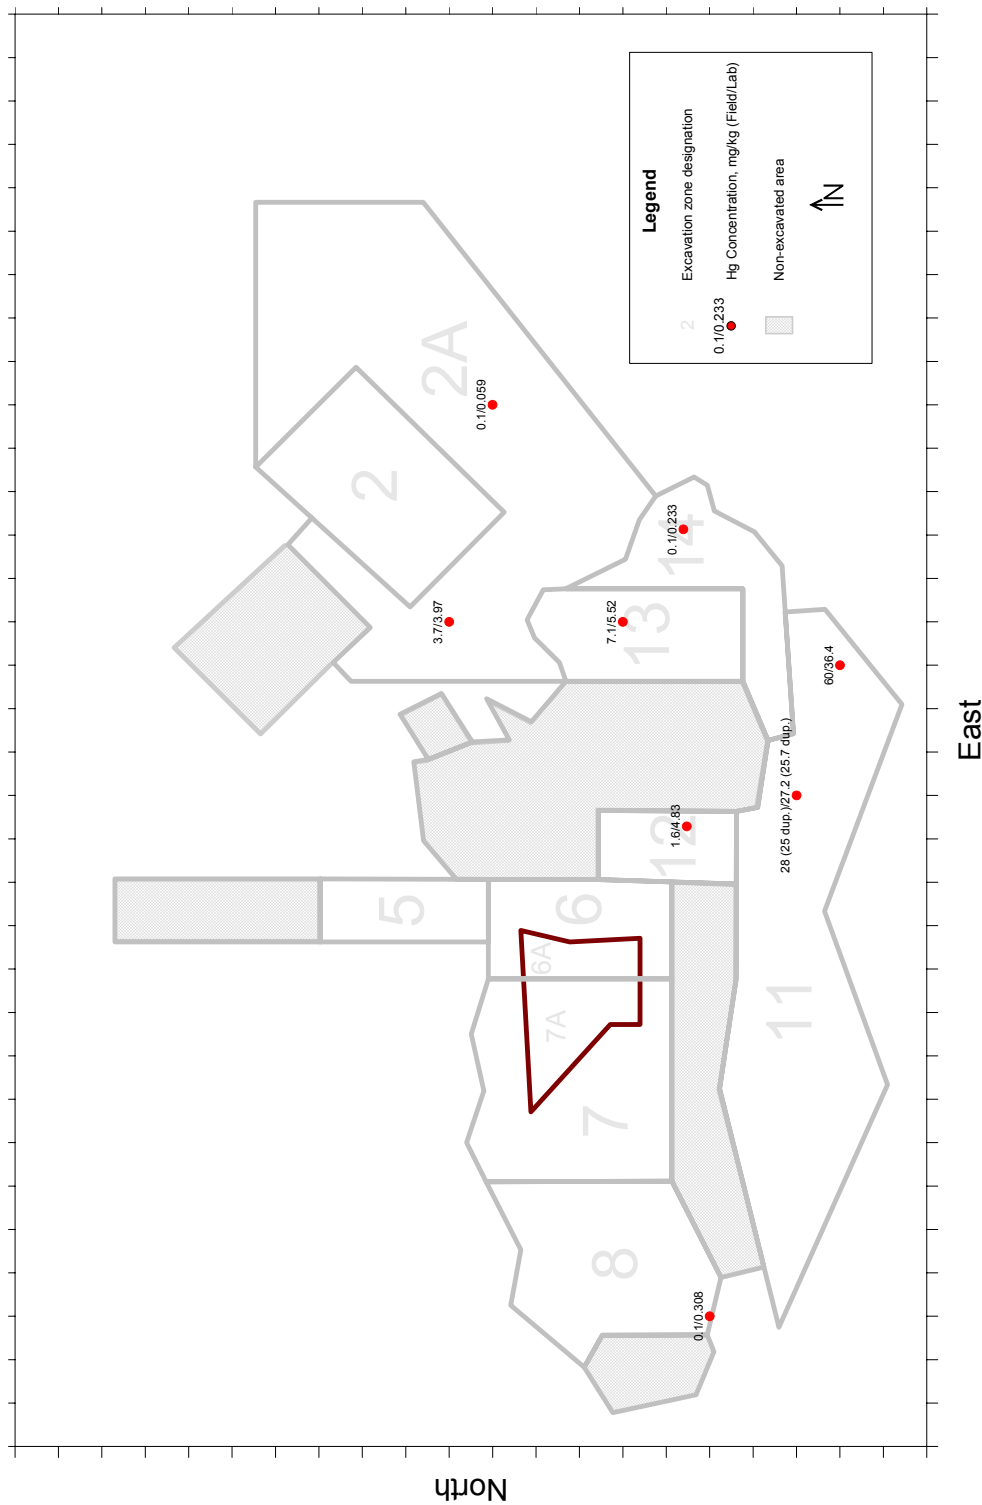 North
East
2
2A
0.1/0.059
3.7/3.97
14
0.1/0.233
13
7.1/5.52
60/36.4
28 (25 dup.)/27.2 (25.7 dup.)
12
1.6/4.83
5
6
6A
7A
7
8
0.1/0.308
11
Legend
2
Excavation zone designation
0.1/0.233
Hg Concentration, mg/kg (Field/Lab)
Non-excavated area
N